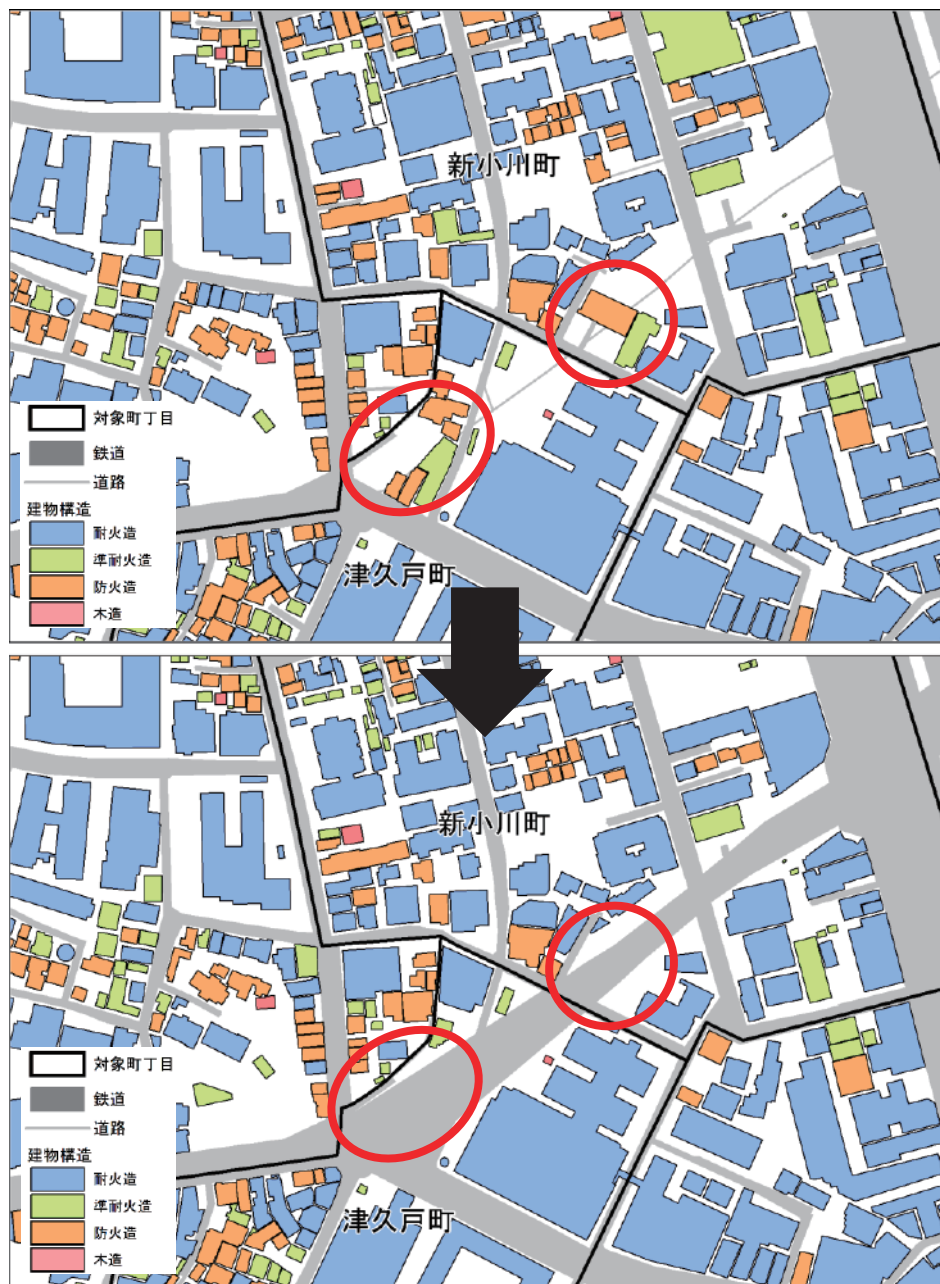 新小川町
対象町丁目
鉄道
道路
建物構造
耐火造
準耐火造
防火造
木造
津久戸町
新小川町
対象町丁目
鉄道
道路
建物構造
耐火造
準耐火造
防火造
木造
津久戸町